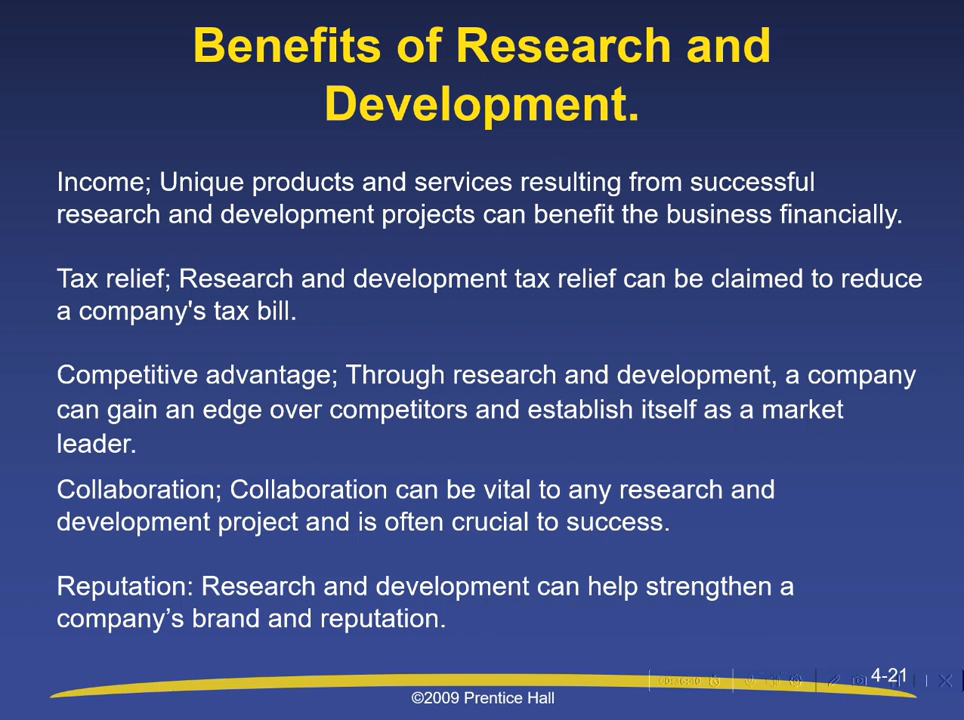 Benefits of Research and
Development.
Income; Unique products and services resulting from successful
research and development projects can benefit the business financially.
Tax relief; Research and development tax relief can be claimed to reduce
a company's tax bill.
Competitive advantage; Through research and development, a company
can gain an edge over competitors and establish itself as a market
leader.
Collaboration; Collaboration can be vital to any research and
development project and is often crucial to success.
Reputation: Research and development can help strengthen a
company’s brand and reputation.
4-21
©2009 Prentice Hall